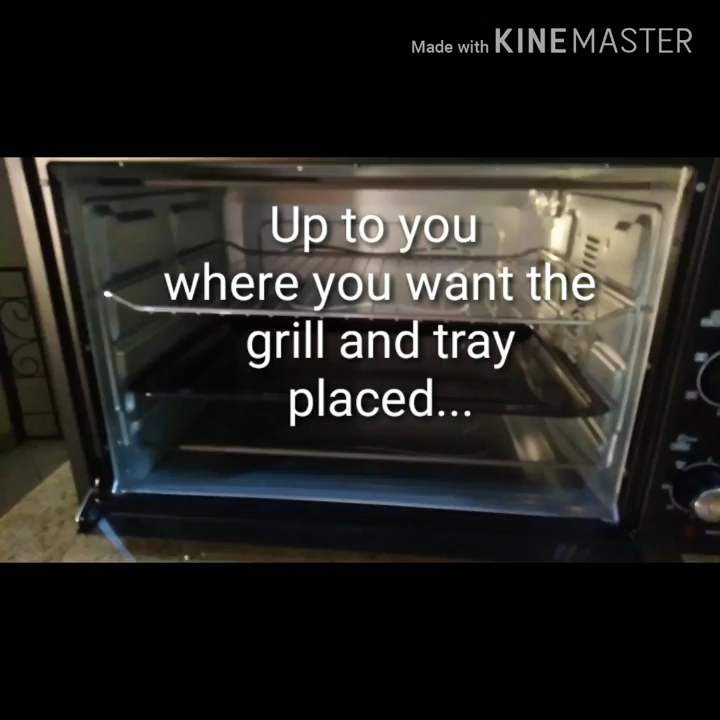 Made with KINEMASTER
Up to you
where you want the
grill and tray
placed...